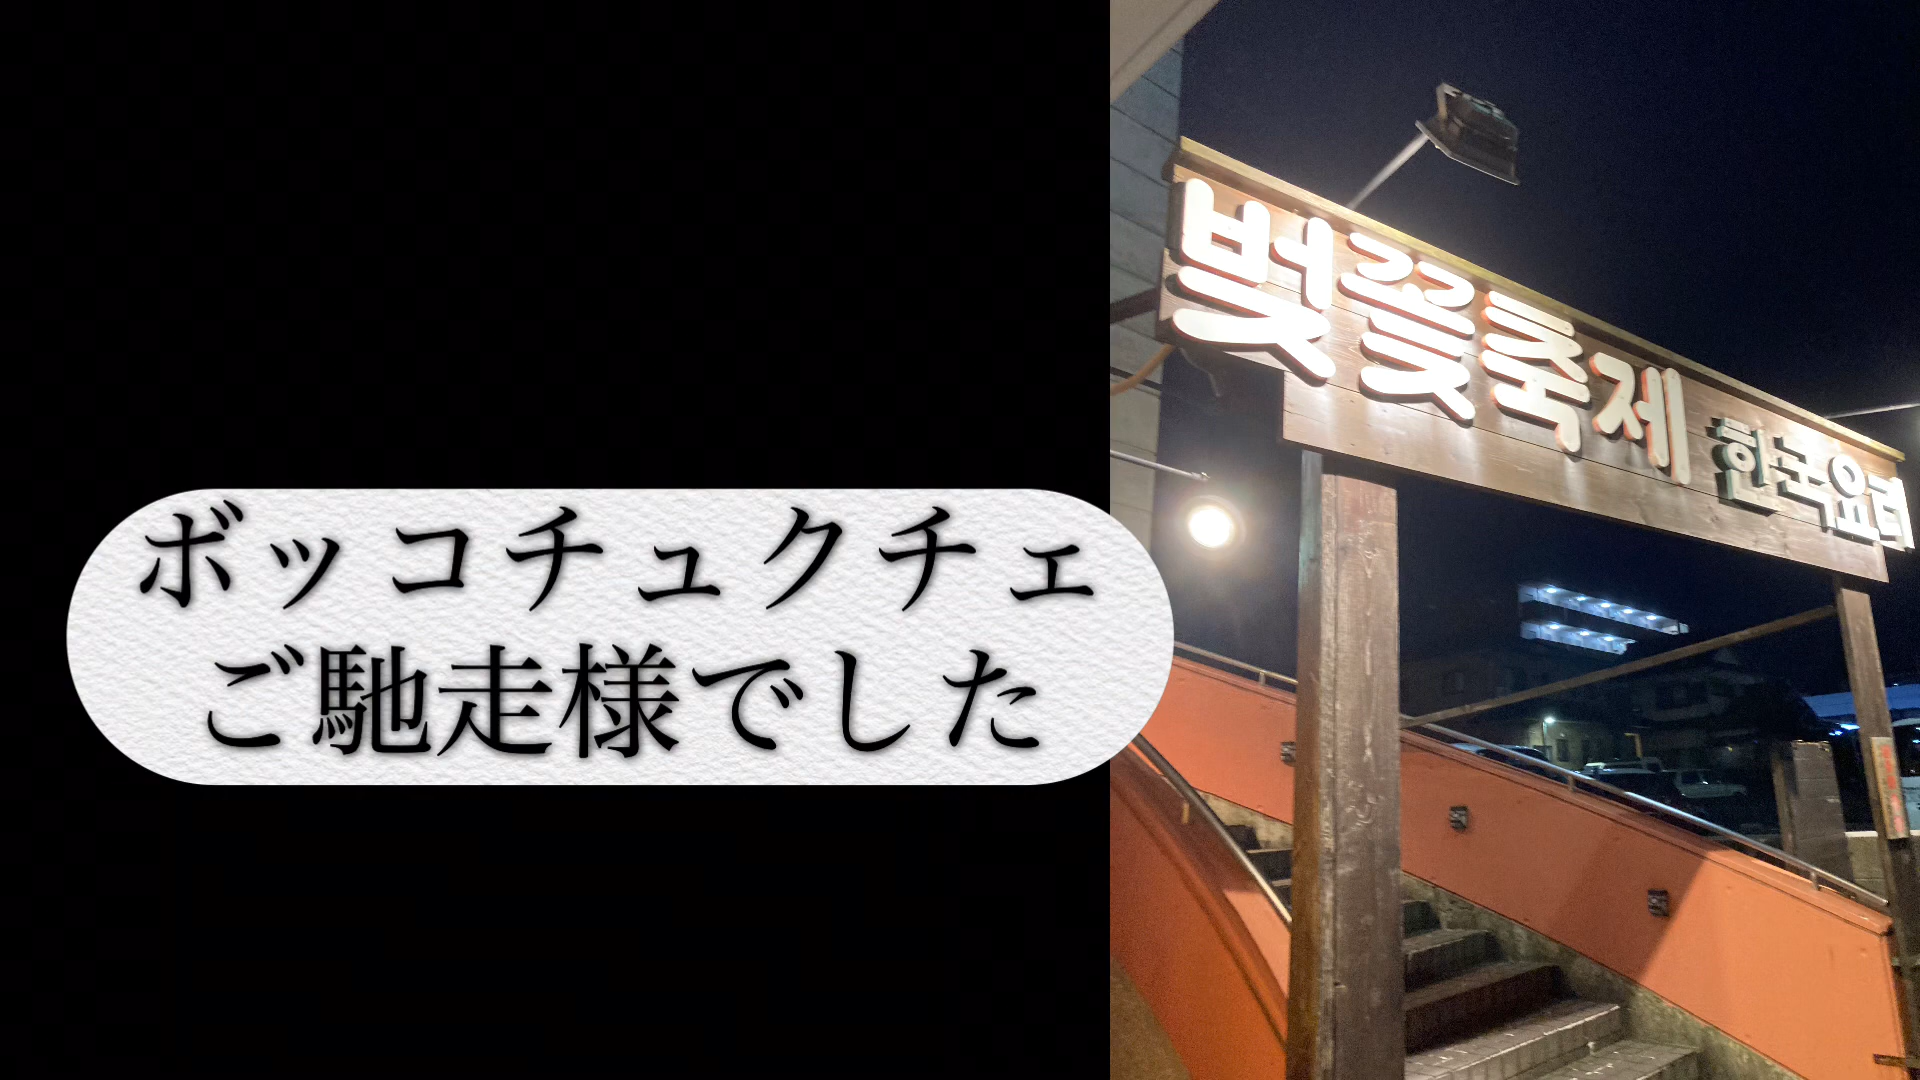 ボッコチュクチェ
ご馳走様でした
벚꽃축제 한국요리